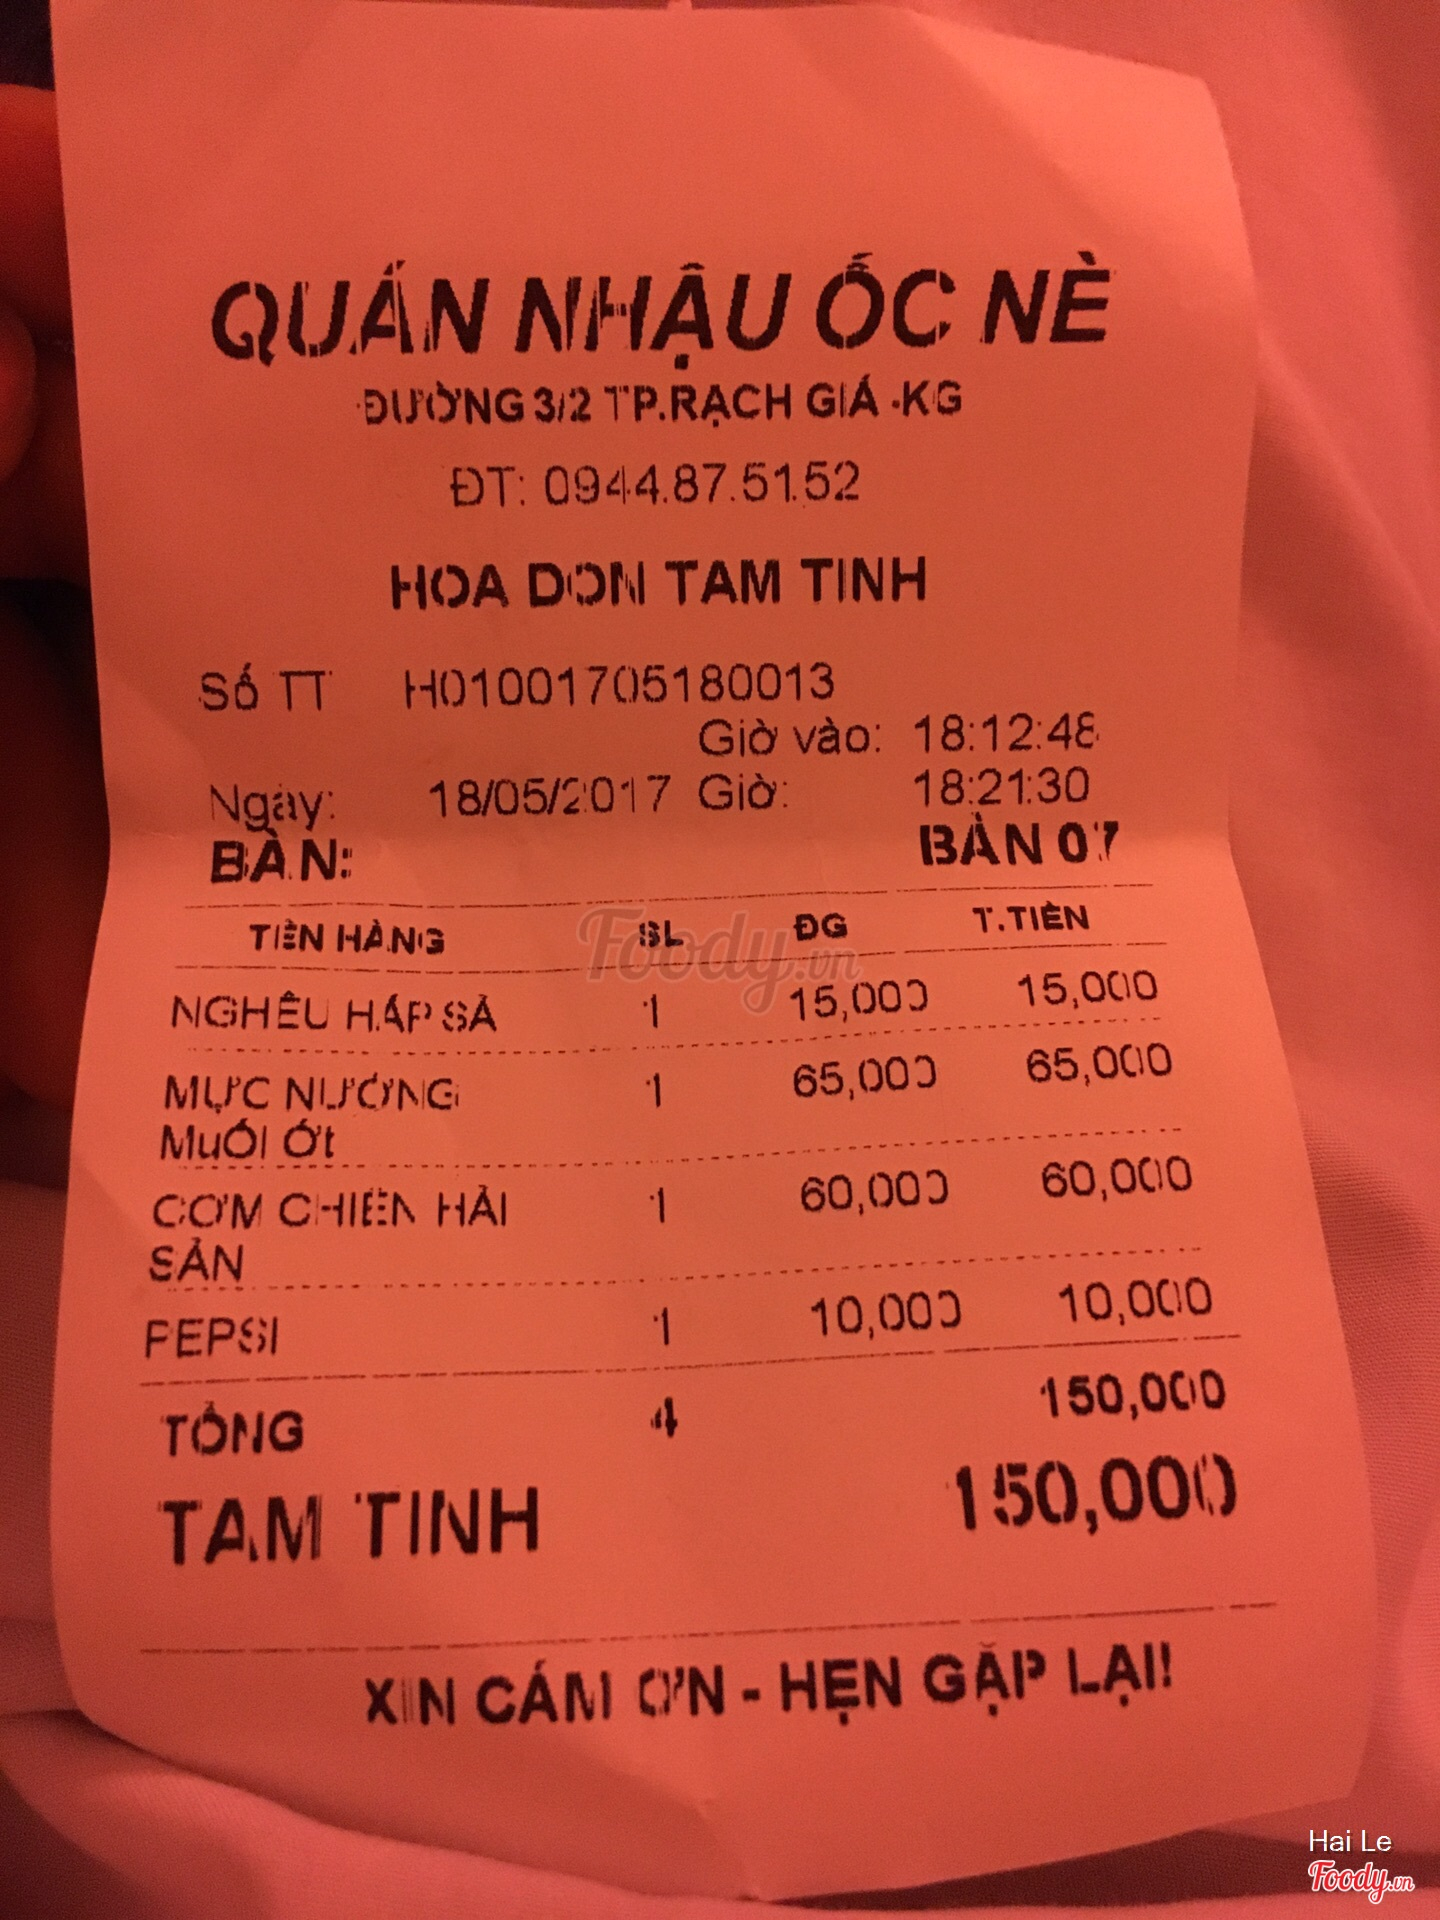 QUÁN NHẬU ỐC NÈ
ĐƯỜNG 3/2 TP.RẠCH GIÁ -KG
ĐT: 0944.87.51.52
HOA DON TAM TINH
Số TT H01001705180013
Giờ vào: 18:12:48
Ngày: 18/05/2017 Giờ: 18:21:30
BÀN: BÀN 07
TIỀN HÀNG SL ĐG T.TIỀN
NGHÊU HẤP SẢ 1 15,000 15,000
MỰC NƯỚNG 1 65,000 65,000
MuỐI Ớt
CƠM CHIÊN HẢI 1 60,000 60,000
SẢN
PEPSI 1 10,000 10,000
TỔNG 4 150,000
TAM TINH 150,000
XIN CÁM ƠN - HẸN GẶP LẠI!
Foody.vn
Hai Le
Foody.vn